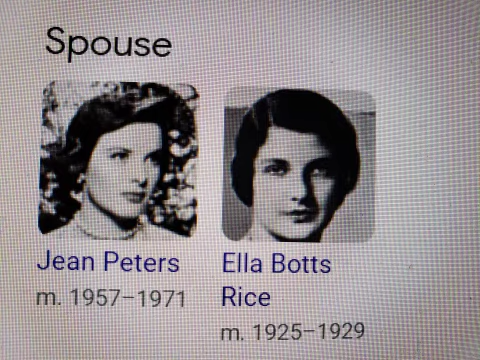 Spouse
Jean Peters
m. 1957–1971
Ella Botts
Rice
m. 1925–1929